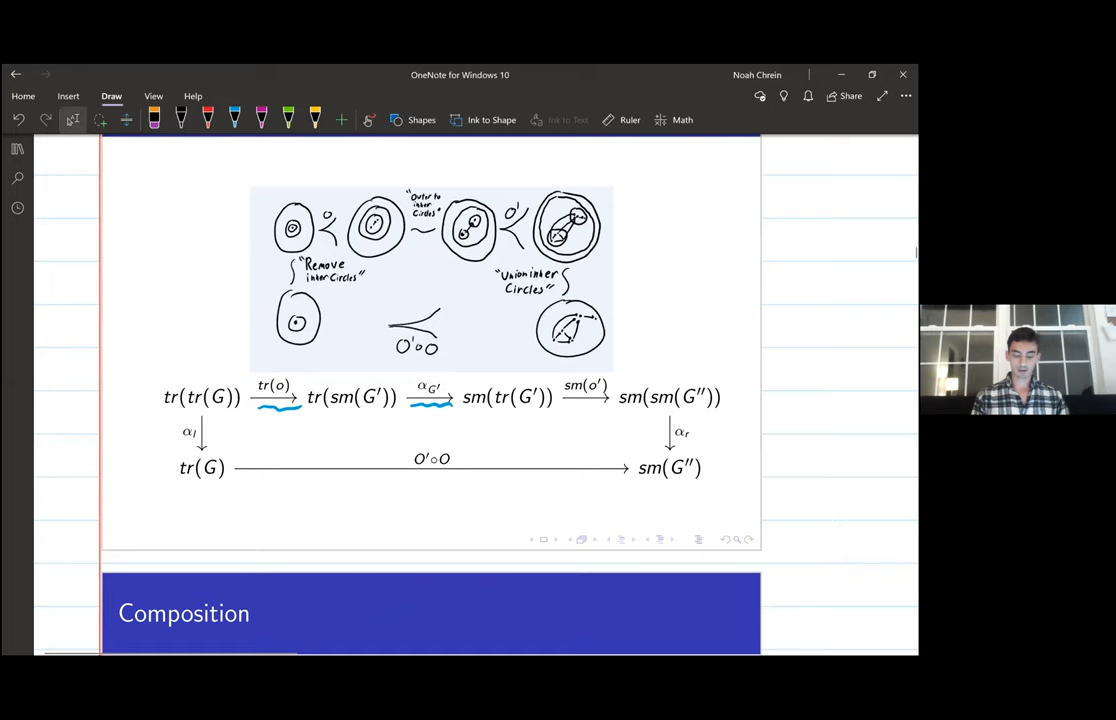 OneNote for Windows 10
Noah Chrein
Home Insert Draw View Help
Share
Shapes Ink to Shape Ink to Text Ruler Math
"Outer to
inner
Circles"
O O'
"Remove
inner Circles"
"Union inner
Circles"
O'∘O
tr(o) α_{G'} sm(o')
tr(tr(G)) tr(sm(G')) sm(tr(G')) sm(sm(G''))
α_l α_r
O'∘O
tr(G) sm(G'')
Composition